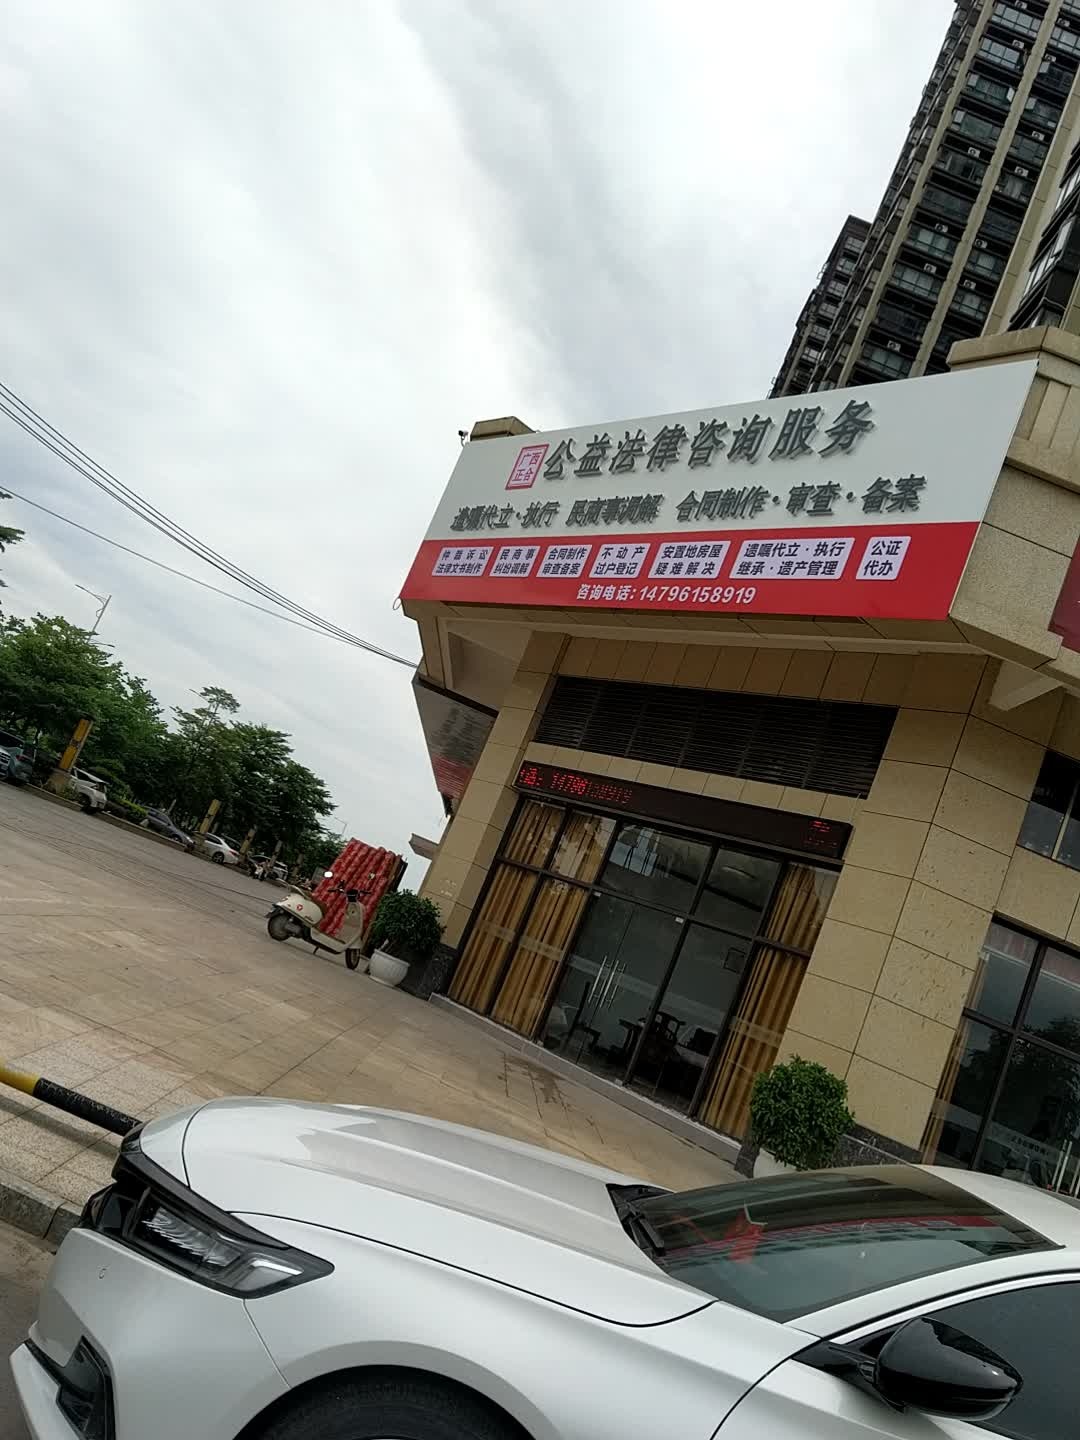 广西
正合
公益法律咨询服务
遗嘱代立·执行 民商事调解 合同制作·审查·备案
仲裁诉讼
法律文书制作
民商事
纠纷调解
合同制作
审查备案
不动产
过户登记
安置地房屋
疑难解决
遗嘱代立·执行
继承·遗产管理
公证
代办
咨询电话:14796158919
14796158919